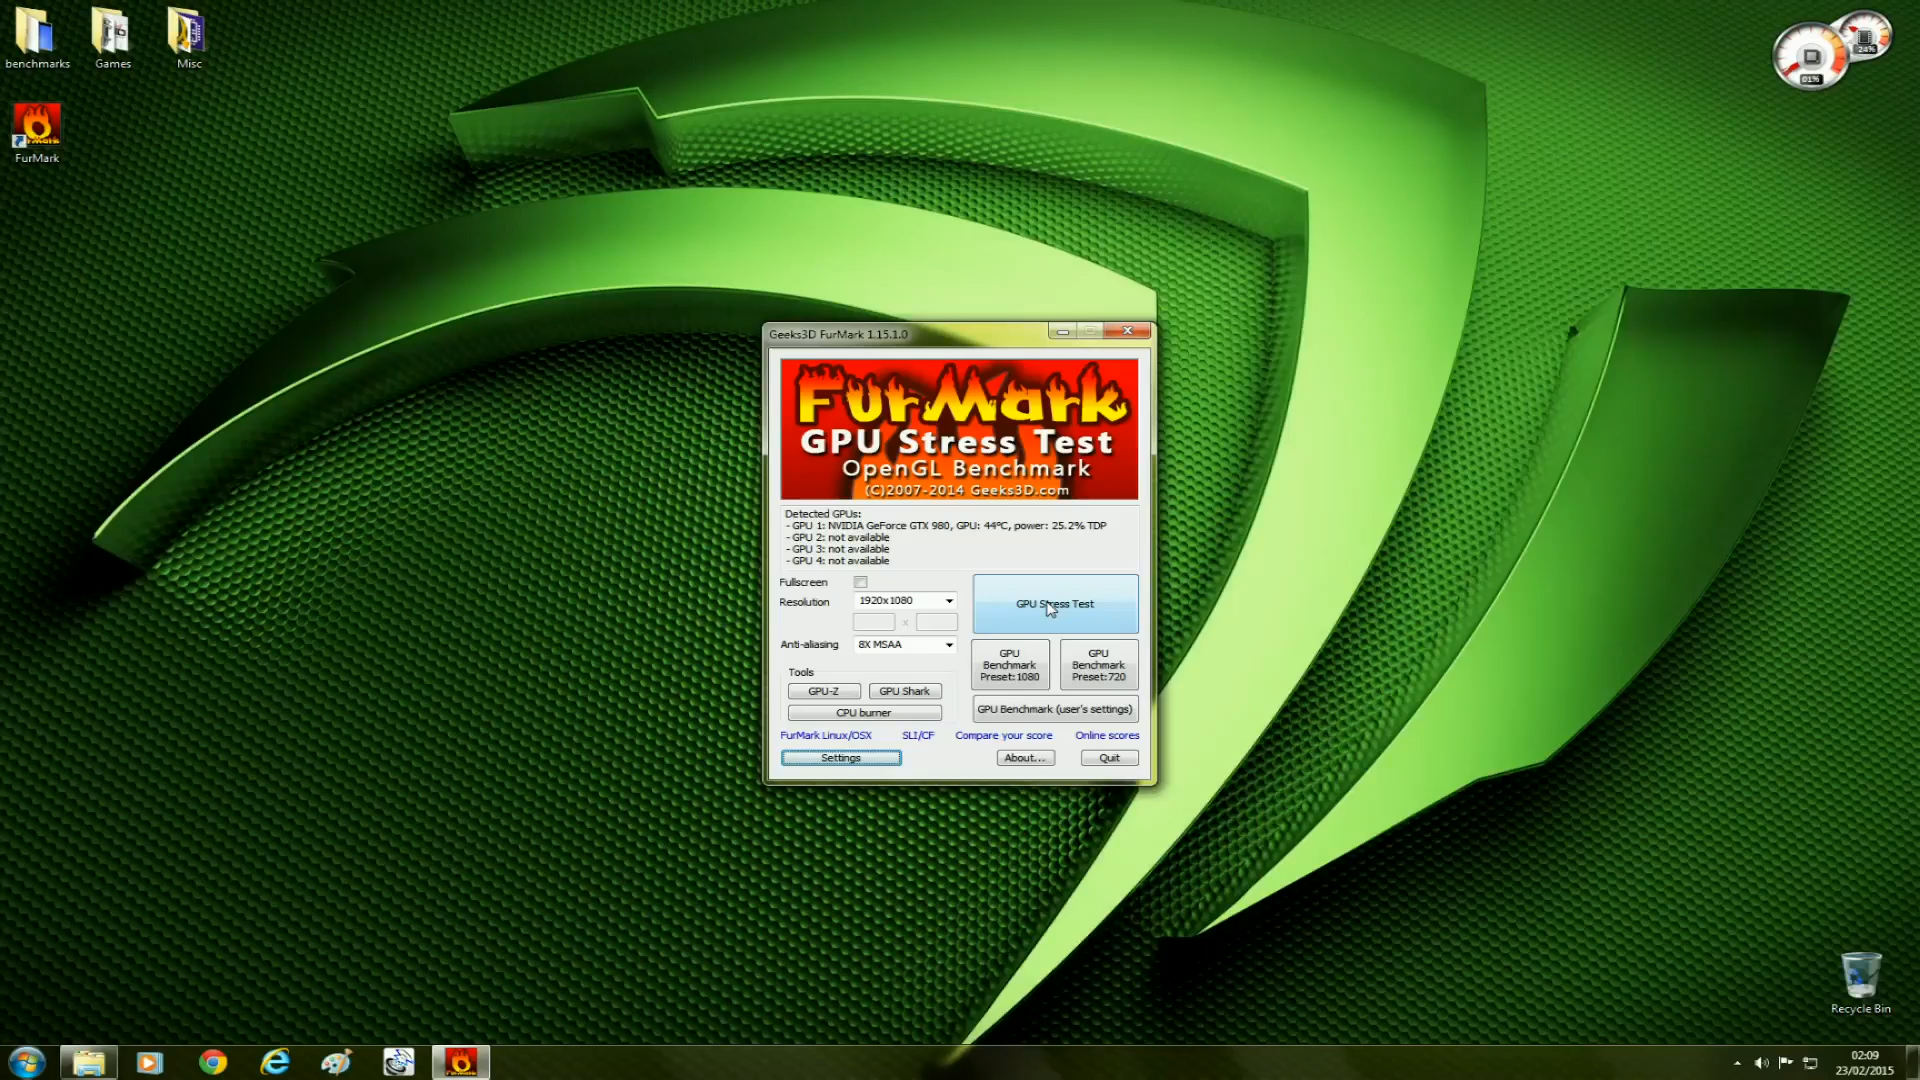 benchmarks
Games
Misc
FurMark
01%
24%
Geeks3D FurMark 1.15.1.0
FurMark
GPU Stress Test
OpenGL Benchmark
(C)2007-2014 Geeks3D.com
Detected GPUs:
- GPU 1: NVIDIA GeForce GTX 980, GPU: 44°C, power: 25.2% TDP
- GPU 2: not available
- GPU 3: not available
- GPU 4: not available
Fullscreen
Resolution
1920x1080
x
GPU Stress Test
Anti-aliasing
8X MSAA
GPU
Benchmark
Preset:1080
GPU
Benchmark
Preset:720
Tools
GPU-Z
GPU Shark
CPU burner
GPU Benchmark (user's settings)
FurMark Linux/OSX
SLI/CF
Compare your score
Online scores
Settings
About...
Quit
Recycle Bin
02:09
23/02/2015